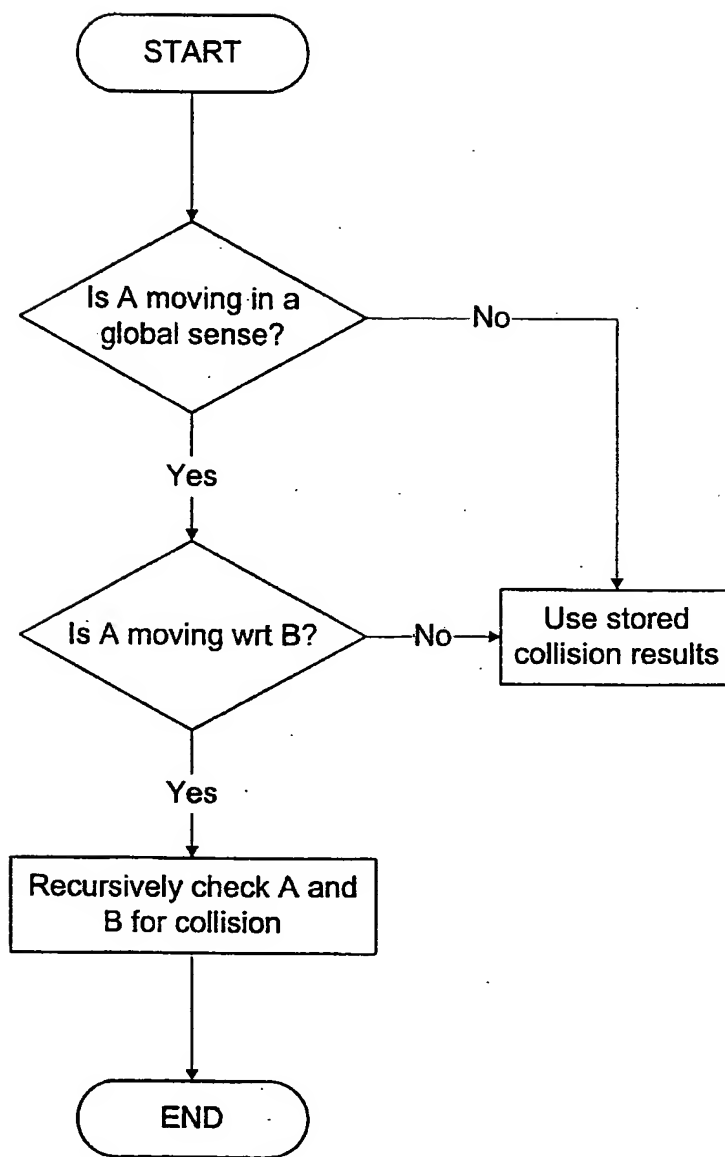 START
Is A moving in a
global sense?
No
Yes
Is A moving wrt B?
No
Use stored
collision results
Yes
Recursively check A and
B for collision
END